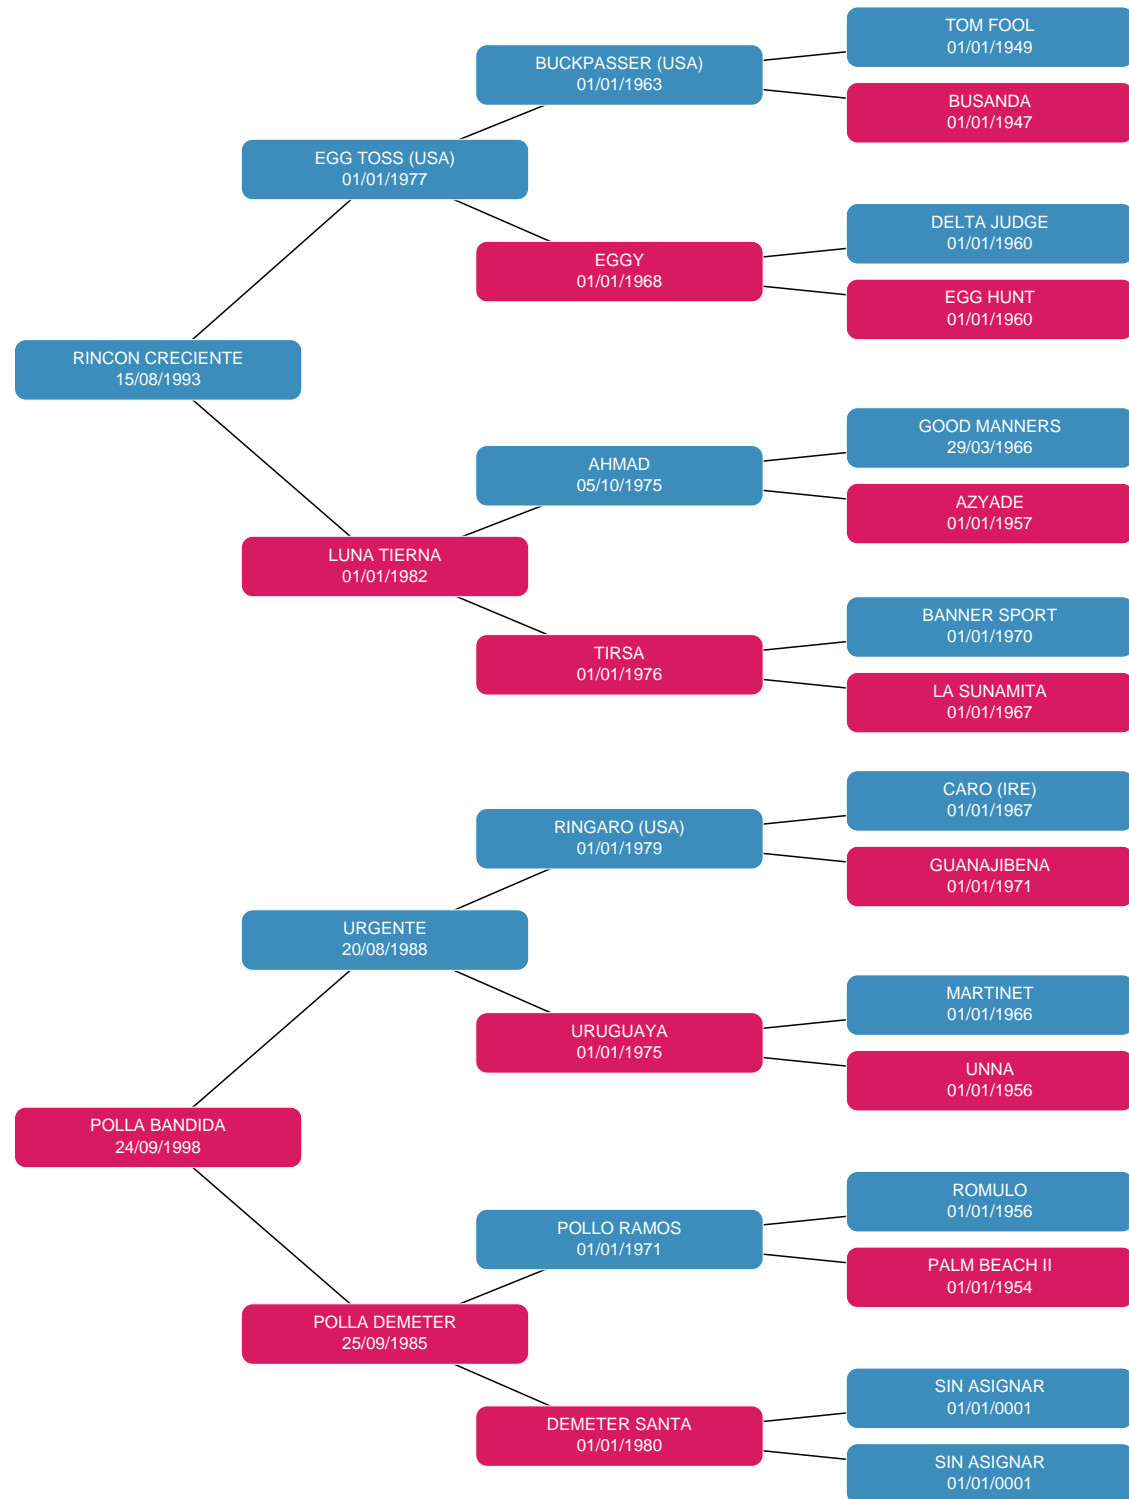 TOM FOOL
01/01/1949
BUCKPASSER (USA)
01/01/1963
BUSANDA
01/01/1947
EGG TOSS (USA)
01/01/1977
DELTA JUDGE
01/01/1960
EGGY
01/01/1968
EGG HUNT
01/01/1960
RINCON CRECIENTE
15/08/1993
GOOD MANNERS
29/03/1966
AHMAD
05/10/1975
AZYADE
01/01/1957
LUNA TIERNA
01/01/1982
BANNER SPORT
01/01/1970
TIRSA
01/01/1976
LA SUNAMITA
01/01/1967
CARO (IRE)
01/01/1967
RINGARO (USA)
01/01/1979
GUANAJIBENA
01/01/1971
URGENTE
20/08/1988
MARTINET
01/01/1966
URUGUAYA
01/01/1975
UNNA
01/01/1956
POLLA BANDIDA
24/09/1998
ROMULO
01/01/1956
POLLO RAMOS
01/01/1971
PALM BEACH II
01/01/1954
POLLA DEMETER
25/09/1985
SIN ASIGNAR
01/01/0001
DEMETER SANTA
01/01/1980
SIN ASIGNAR
01/01/0001